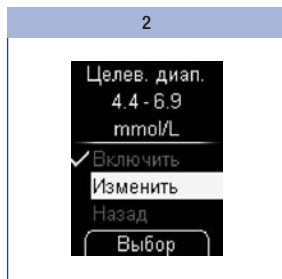 2
Целев. диап.
4.4 - 6.9
mmol/L
Включить
Изменить
Назад
Выбор